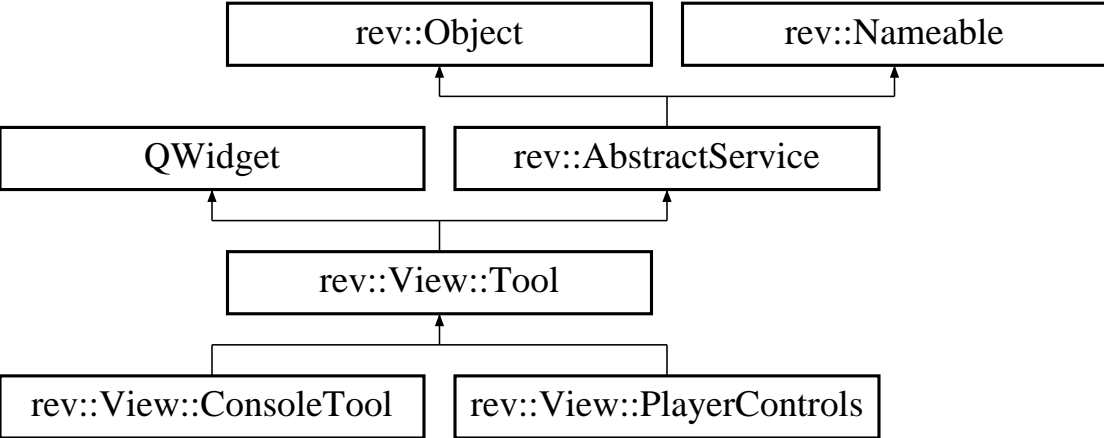 rev::Object
rev::Nameable
QWidget
rev::AbstractService
rev::View::Tool
rev::View::ConsoleTool
rev::View::PlayerControls